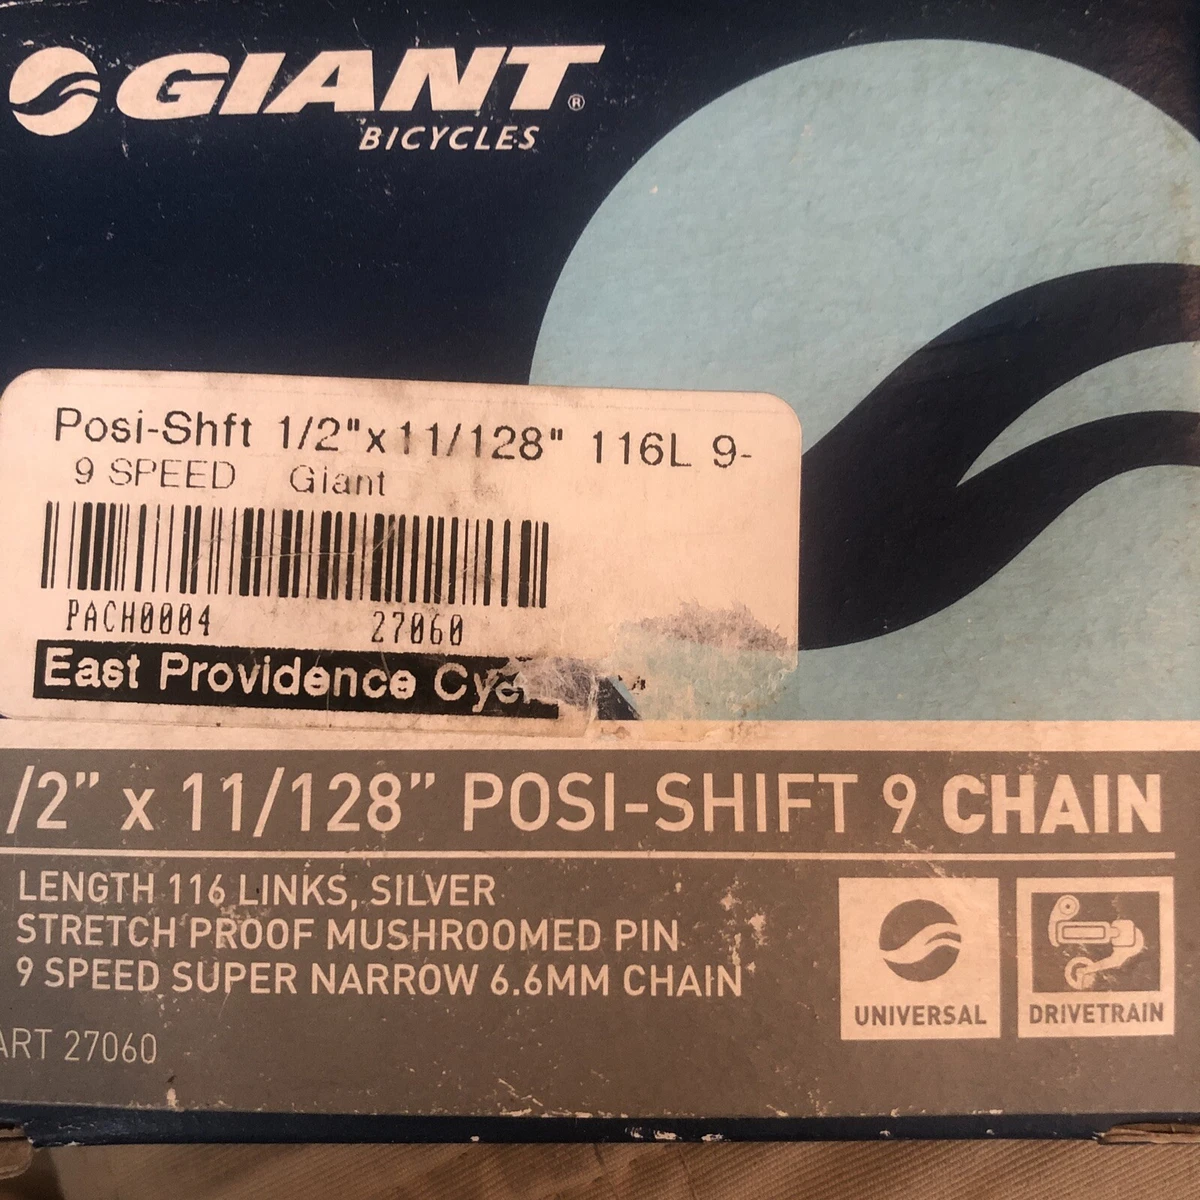 GIANT®
BICYCLES
Posi-Shft 1/2"x11/128" 116L 9-
9 SPEED Giant
PACH0004 27060
East Providence
/2” x 11/128” POSI-SHIFT 9 CHAIN
LENGTH 116 LINKS, SILVER
STRETCH PROOF MUSHROOMED PIN
9 SPEED SUPER NARROW 6.6MM CHAIN
UNIVERSAL
DRIVETRAIN
ART 27060